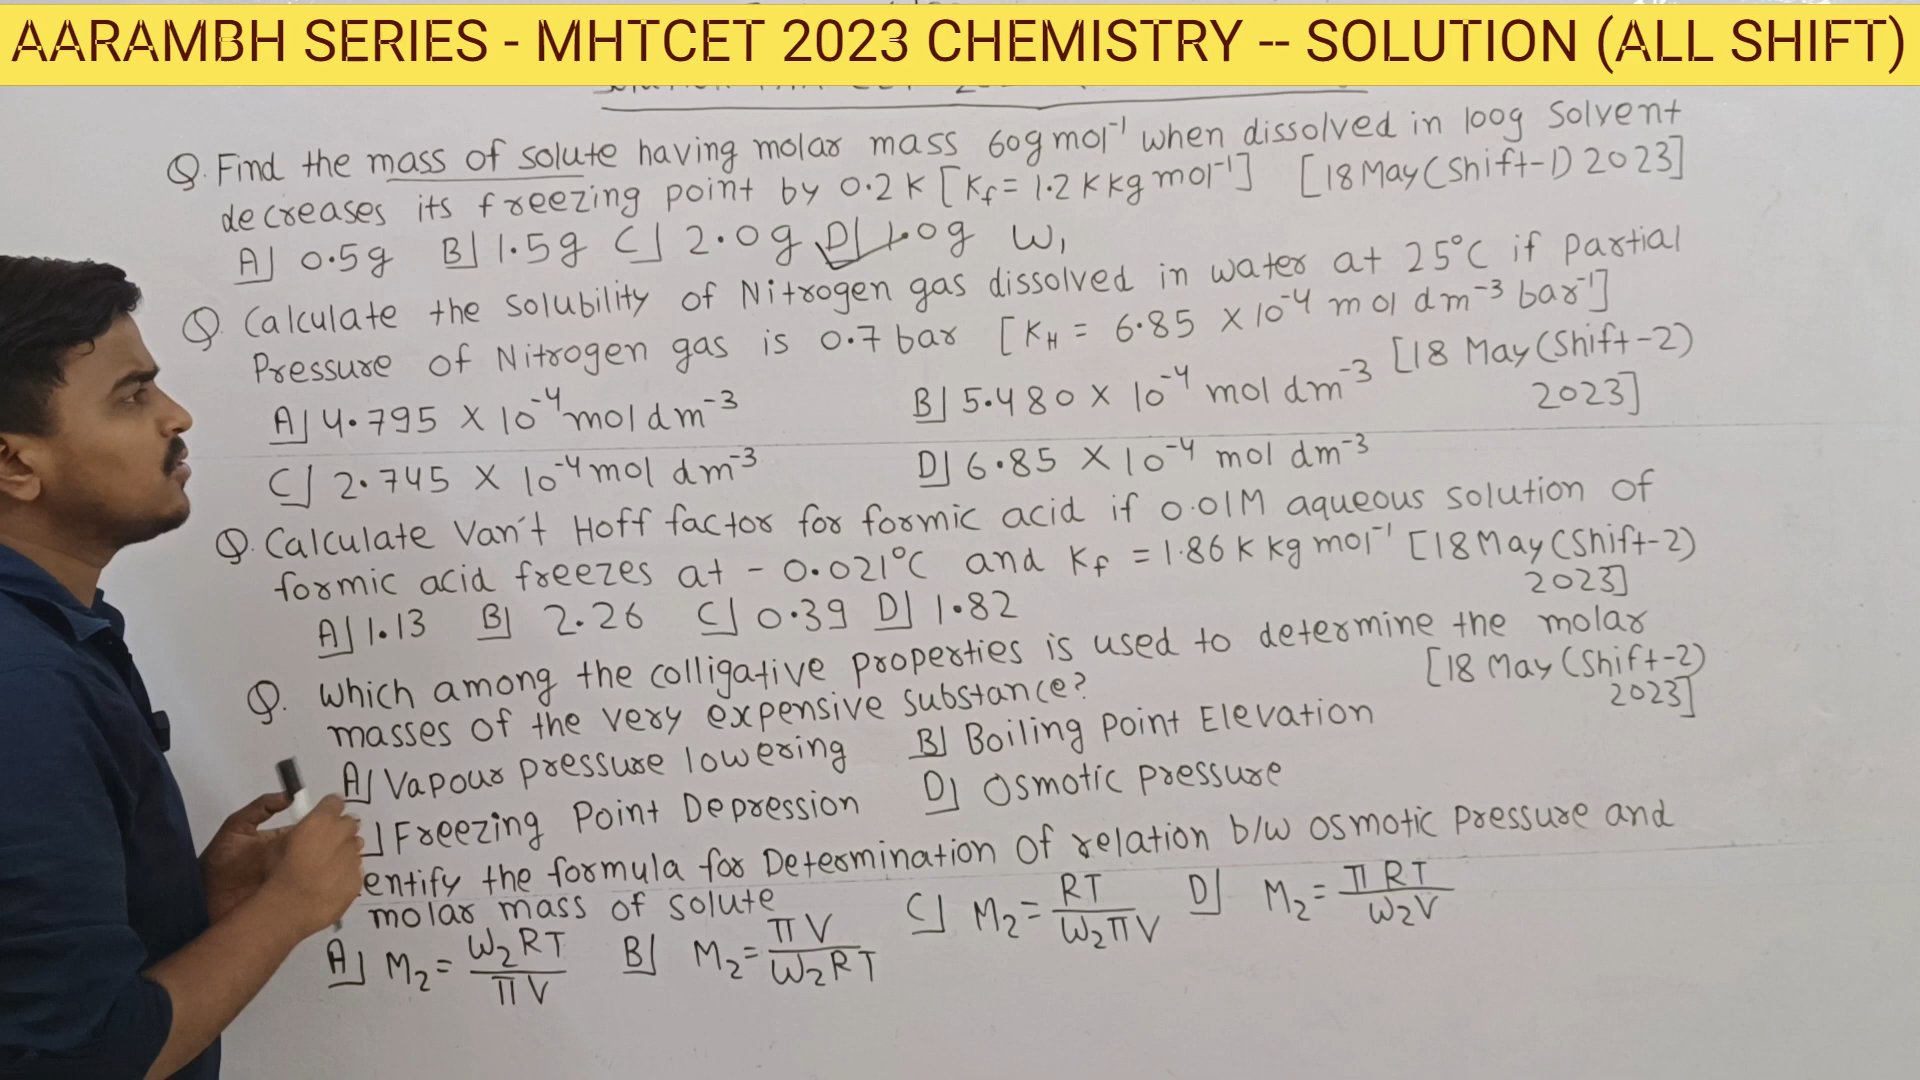 AARAMBH SERIES - MHTCET 2023 CHEMISTRY -- SOLUTION (ALL SHIFT)
Q. Find the mass of solute having molar mass 60g mol⁻¹ when dissolved in 100g solvent
decreases its freezing point by 0.2 K [Kf = 1.2 K kg mol⁻¹] [18 May (Shift-1) 2023]
A] 0.5g B] 1.5g C] 2.0g D] 1.0g W₁
Q. Calculate the solubility of Nitrogen gas dissolved in water at 25°C if partial
Pressure of Nitrogen gas is 0.7 bar [KH = 6.85 × 10⁻⁴ mol dm⁻³ bar⁻¹]
[18 May (Shift-2)
2023]
A] 4.795 × 10⁻⁴ mol dm⁻³ B] 5.480 × 10⁻⁴ mol dm⁻³
C] 2.745 × 10⁻⁴ mol dm⁻³ D] 6.85 × 10⁻⁴ mol dm⁻³
Q. Calculate Van't Hoff factor for formic acid if 0.01M aqueous solution of
formic acid freezes at - 0.021°C and Kf = 1.86 K kg mol⁻¹ [18 May (Shift-2)
2023]
A] 1.13 B] 2.26 C] 0.39 D] 1.82
Q. Which among the colligative properties is used to determine the molar
masses of the very expensive substance? [18 May (Shift-2)
2023]
A] Vapour pressure lowering B] Boiling Point Elevation
] Freezing Point Depression D] Osmotic pressure
entify the formula for Determination of relation b/w osmotic pressure and
molar mass of solute
A] M₂ = W₂RT/πV B] M₂ = πV/W₂RT C] M₂ = RT/W₂πV D] M₂ = πRT/W₂V